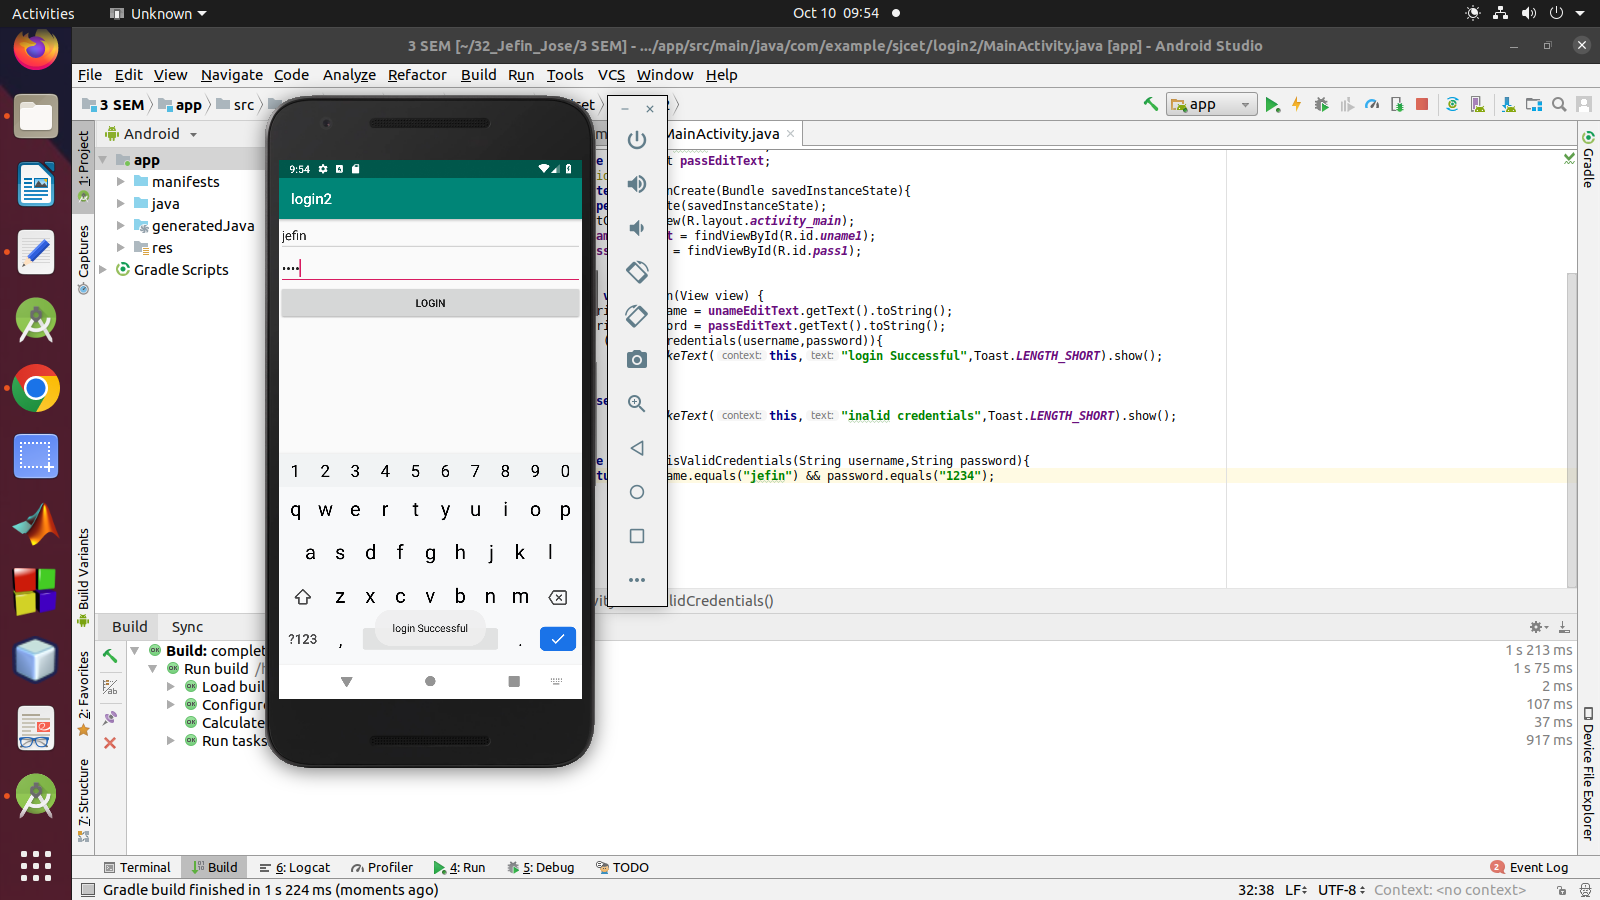 Activities
Unknown
Oct 10 09:54
3 SEM [~/32_Jefin_Jose/3 SEM] - .../app/src/main/java/com/example/sjcet/login2/MainActivity.java [app] - Android Studio
File Edit View Navigate Code Analyze Refactor Build Run Tools VCS Window Help
3 SEM
app
src
app
1: Project
Captures
Build Variants
2: Favorites
7: Structure
Android
app
manifests
java
generatedJava
res
Gradle Scripts
9:54
login2
jefin
••••
LOGIN
1 2 3 4 5 6 7 8 9 0
q w e r t y u i o p
a s d f g h j k l
z x c v b n m
?123 , .
login Successful
MainActivity.java
t passEditText;
nCreate(Bundle savedInstanceState){
te(savedInstanceState);
ew(R.layout.activity_main);
t = findViewById(R.id.uname1);
= findViewById(R.id.pass1);
n(View view) {
ame = unameEditText.getText().toString();
rd = passEditText.getText().toString();
redentials(username,password)){
keText( context: this, text: "login Successful",Toast.LENGTH_SHORT).show();
se
keText( context: this, text: "inalid credentials",Toast.LENGTH_SHORT).show();
isValidCredentials(String username,String password){
me.equals("jefin") && password.equals("1234");
lidCredentials()
Gradle
Device File Explorer
Build Sync
Build: complet
Run build
Load buil
Configure
Calculate
Run tasks
1 s 213 ms
1 s 75 ms
2 ms
107 ms
37 ms
917 ms
Terminal Build 6: Logcat Profiler 4: Run 5: Debug TODO
2 Event Log
Gradle build finished in 1 s 224 ms (moments ago)
32:38 LF UTF-8 Context: <no context>